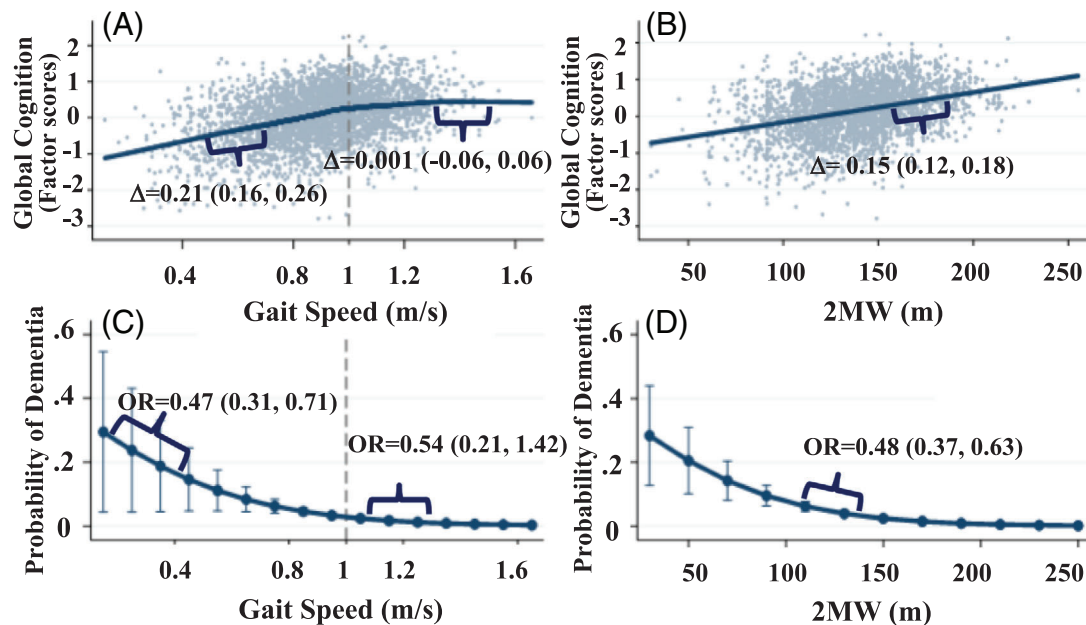 (A)
Global Cognition
(Factor scores)
2
1
0
-1
-2
-3
Δ=0.21 (0.16, 0.26)
Δ=0.001 (-0.06, 0.06)
0.4
0.8
1
1.2
1.6
Gait Speed (m/s)
(B)
Global Cognition
(Factor scores)
2
1
0
-1
-2
-3
Δ= 0.15 (0.12, 0.18)
50
100
150
200
250
2MW (m)
(C)
Probability of Dementia
.6
.4
.2
0
OR=0.47 (0.31, 0.71)
OR=0.54 (0.21, 1.42)
0.4
0.8
1
1.2
1.6
Gait Speed (m/s)
(D)
Probability of Dementia
.6
.4
.2
0
OR=0.48 (0.37, 0.63)
50
100
150
200
250
2MW (m)